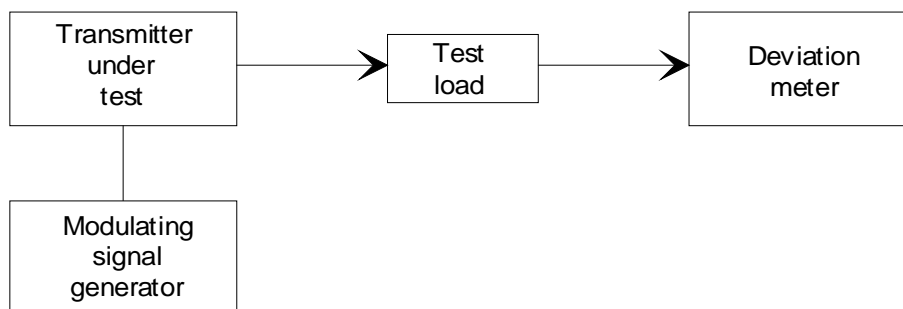 Transmitter
under
test
Test
load
Deviation
meter
Modulating
signal
generator